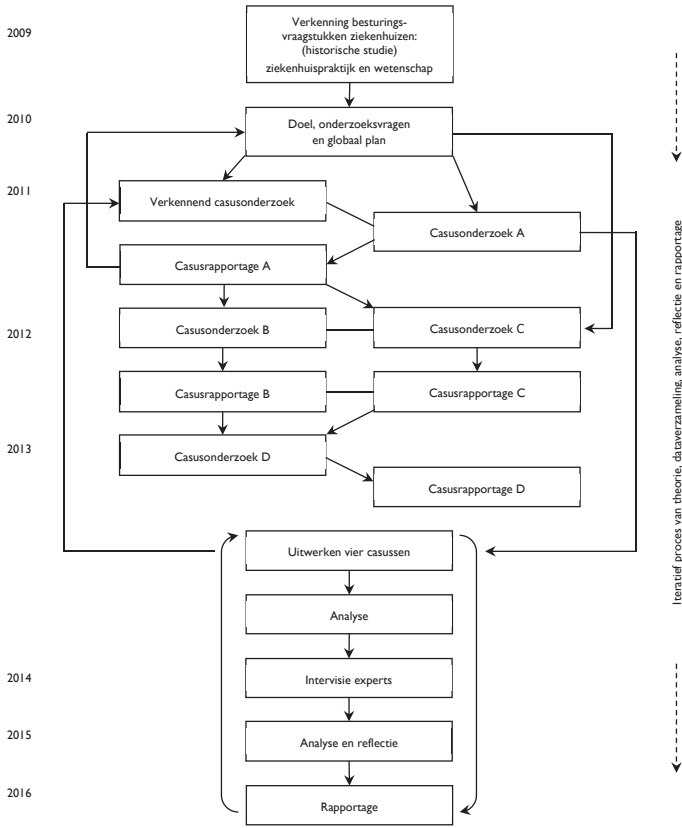 2009
Verkenning besturings-
vraagstukken ziekenhuizen:
(historische studie)
ziekenhuispraktijk en wetenschap
2010
Doel, onderzoeksvragen
en globaal plan
2011
Verkennend casusonderzoek
Casusonderzoek A
Casusrapportage A
2012
Casusonderzoek B
Casusonderzoek C
Casusrapportage B
Casusrapportage C
2013
Casusonderzoek D
Casusrapportage D
Uitwerken vier casussen
Analyse
2014
Intervisie experts
2015
Analyse en reflectie
2016
Rapportage
Iteratief proces van theorie, dataverzameling, analyse, reflectie en rapportage